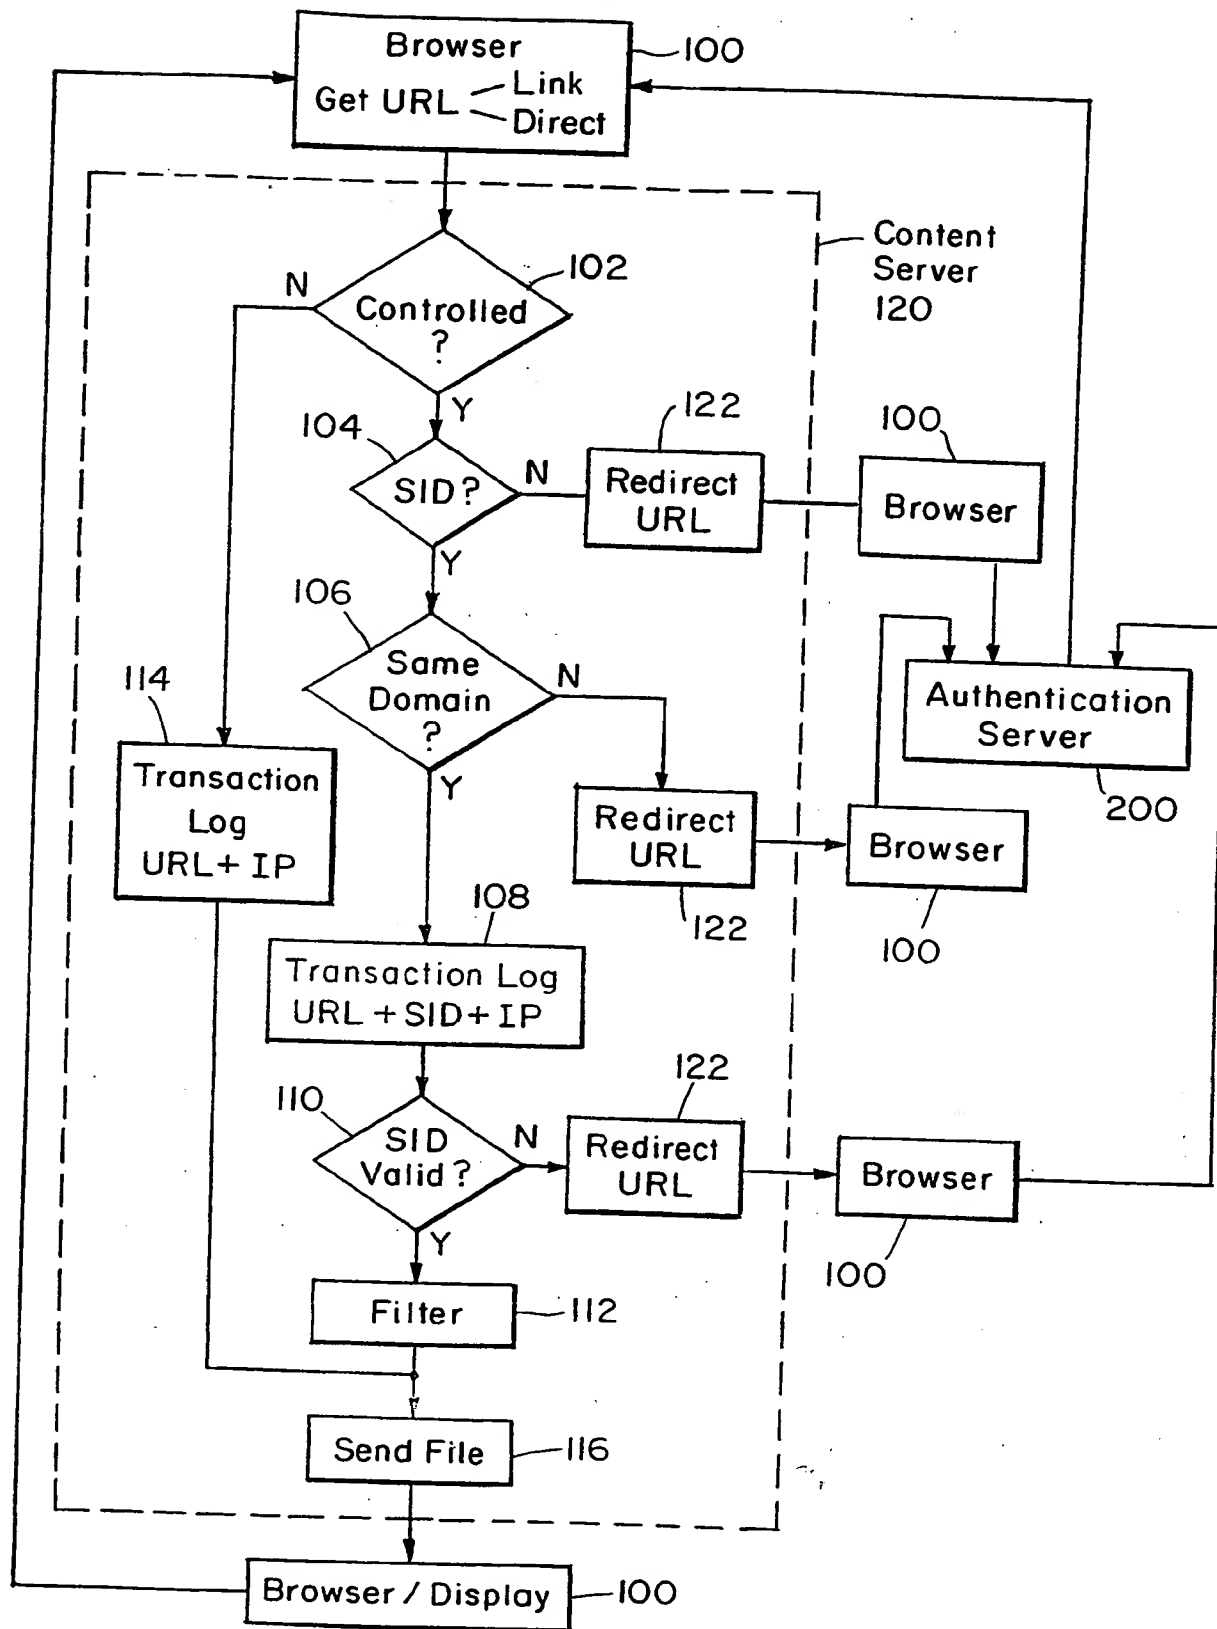 Browser
100
Get URL
Link
Direct
Content
Server
120
102
N
Controlled
?
Y
104
SID?
N
122
Redirect
URL
100
Browser
Y
106
Same
Domain
?
N
Y
114
Transaction
Log
URL + IP
Authentication
Server
200
Redirect
URL
122
Browser
100
108
Transaction Log
URL + SID + IP
110
SID
Valid ?
N
122
Redirect
URL
Browser
100
Y
Filter
112
Send File
116
Browser / Display
100